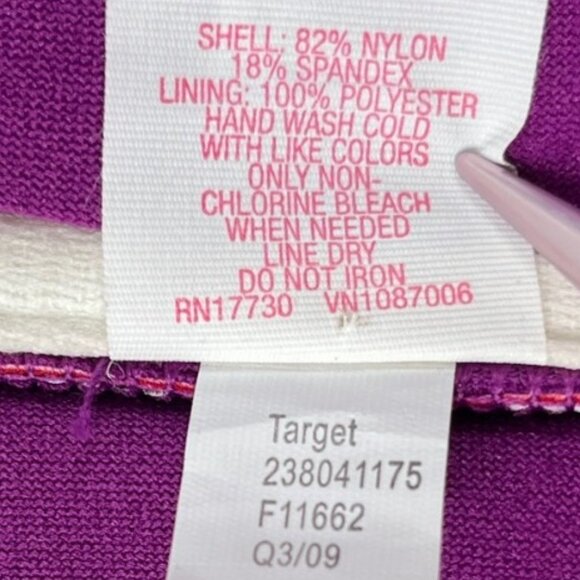 SHELL: 82% NYLON
18% SPANDEX
LINING: 100% POLYESTER
HAND WASH COLD
WITH LIKE COLORS
ONLY NON-
CHLORINE BLEACH
WHEN NEEDED
LINE DRY
DO NOT IRON
RN17730 VN1087006
Target
238041175
F11662
Q3/09